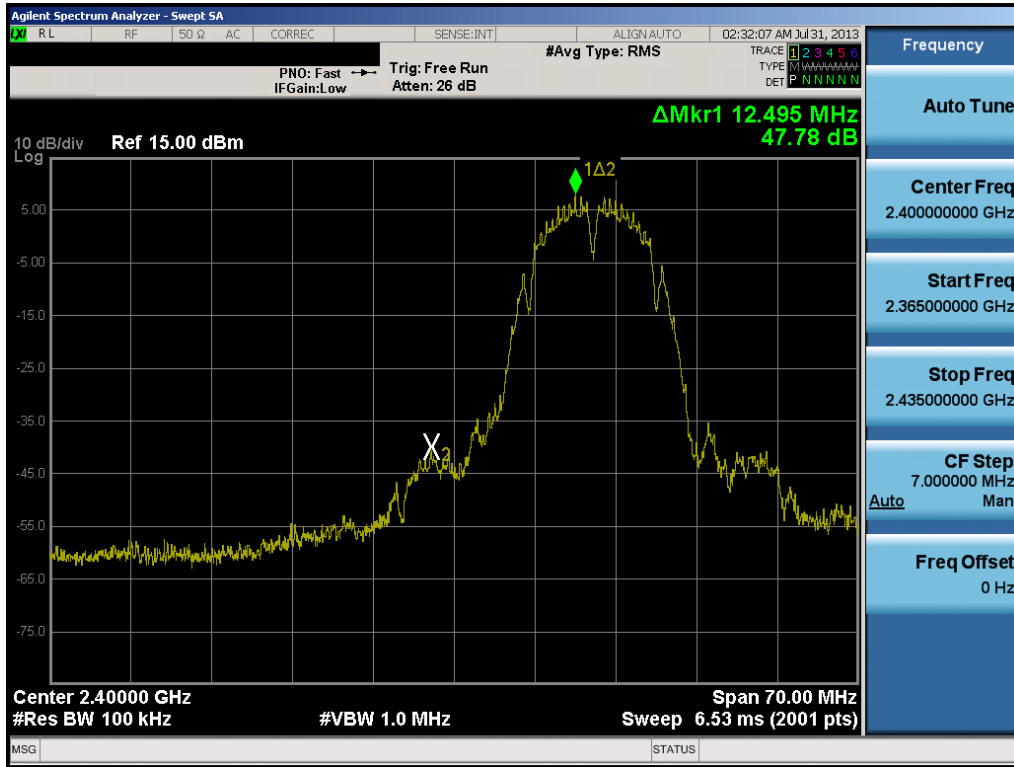 Agilent Spectrum Analyzer - Swept SA
LXI RL RF 50 Ω AC CORREC SENSE:INT ALIGN AUTO 02:32:07 AM Jul 31, 2013
#Avg Type: RMS TRACE 1 2 3 4 5 6
PNO: Fast Trig: Free Run TYPE MWWWWW
IFGain:Low Atten: 26 dB DET P N N N N N
ΔMkr1 12.495 MHz
47.78 dB
10 dB/div Ref 15.00 dBm
Log
1Δ2
5.00
-5.00
-15.0
-25.0
-35.0
X2
-45.0
-55.0
-65.0
-75.0
Center 2.40000 GHz Span 70.00 MHz
#Res BW 100 kHz #VBW 1.0 MHz Sweep 6.53 ms (2001 pts)
MSG STATUS
Frequency
Auto Tune
Center Freq
2.400000000 GHz
Start Freq
2.365000000 GHz
Stop Freq
2.435000000 GHz
CF Step
7.000000 MHz
Auto Man
Freq Offset
0 Hz